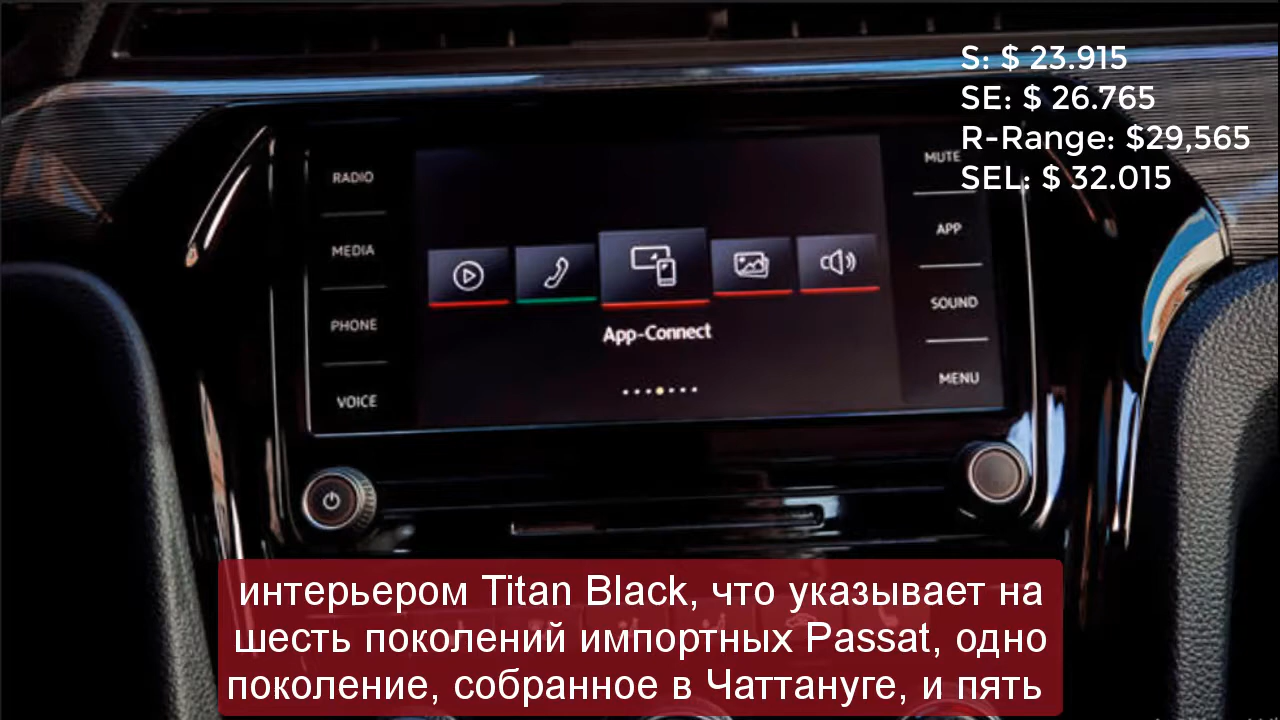 S: $ 23.915
SE: $ 26.765
R-Range: $29,565
SEL: $ 32.015
RADIO
MEDIA
PHONE
VOICE
App-Connect
MUTE
APP
SOUND
MENU
интерьером Titan Black, что указывает на
шесть поколений импортных Passat, одно
поколение, собранное в Чаттануге, и пять